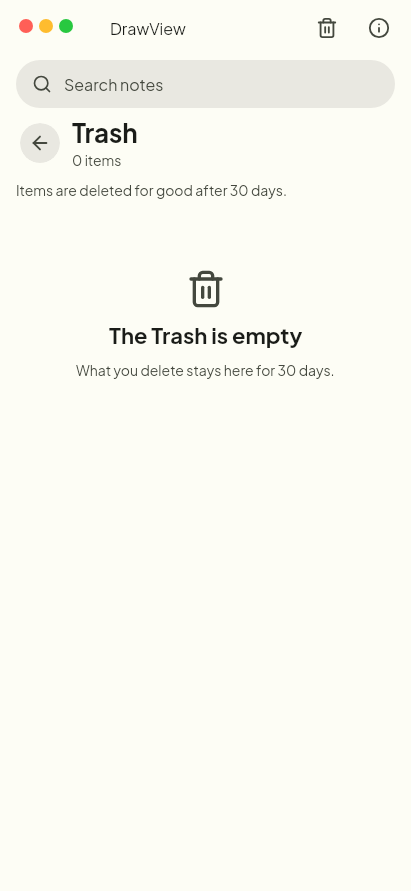 DrawView
Search notes
Trash
0 items
Items are deleted for good after 30 days.
The Trash is empty
What you delete stays here for 30 days.